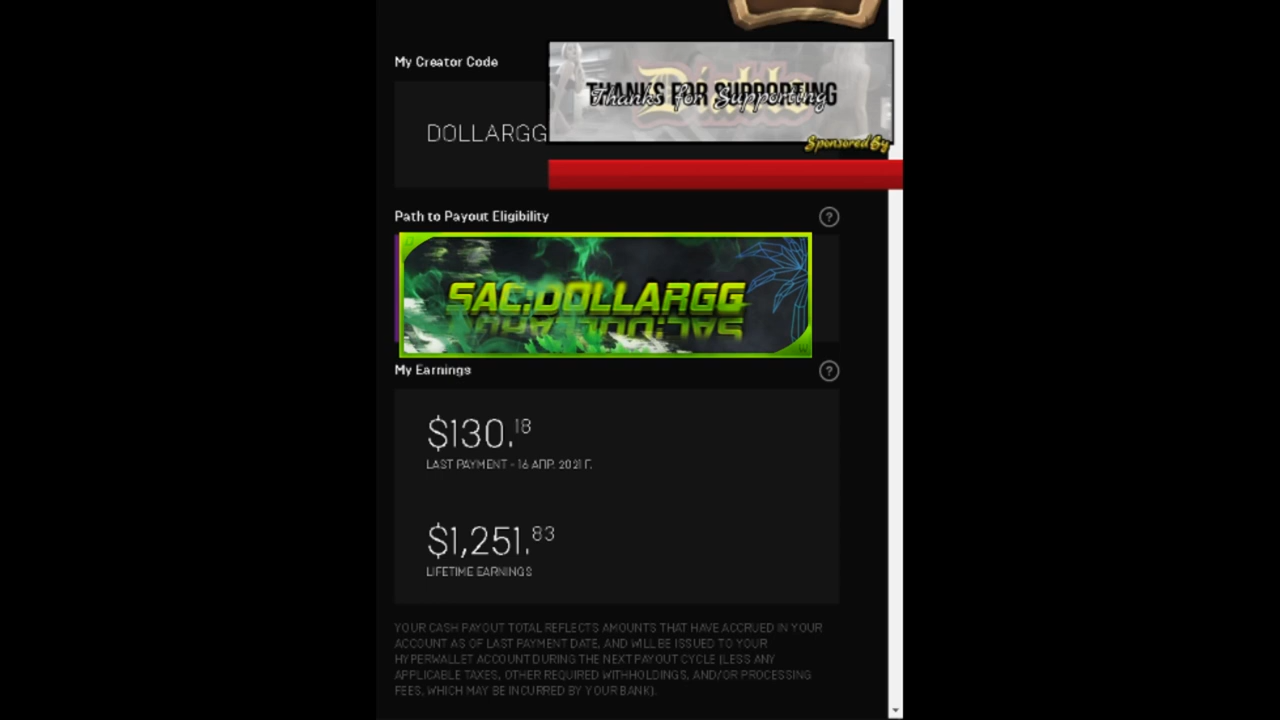 My Creator Code
THANKS FOR SUPPORTING
Thanks for Supporting
DOLLARGG
Sponsored By
Path to Payout Eligibility
?
SAC:DOLLARGG
My Earnings
?
$130.18
LAST PAYMENT - 16 АПР. 2021 Г.
$1,251.83
LIFETIME EARNINGS
YOUR CASH PAYOUT TOTAL REFLECTS AMOUNTS THAT HAVE ACCRUED IN YOUR
ACCOUNT AS OF LAST PAYMENT DATE, AND WILL BE ISSUED TO YOUR
HYPERWALLET ACCOUNT DURING THE NEXT PAYOUT CYCLE (LESS ANY
APPLICABLE TAXES, OTHER REQUIRED WITHHOLDINGS, AND/OR PROCESSING
FEES, WHICH MAY BE INCURRED BY YOUR BANK).